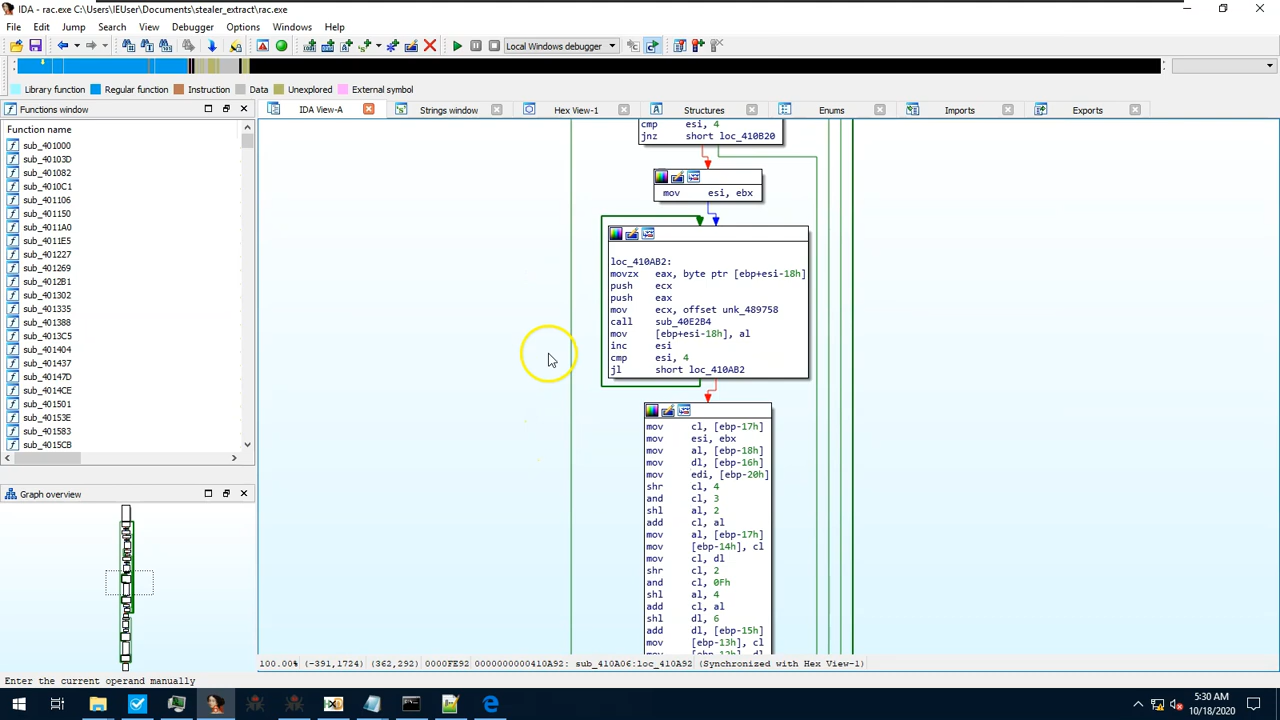 IDA - rac.exe C:\Users\IEUser\Documents\stealer_extract\rac.exe
File Edit Jump Search View Debugger Options Windows Help
Local Windows debugger
Library function Regular function Instruction Data Unexplored External symbol
Functions window
IDA View-A Strings window Hex View-1 Structures Enums Imports Exports
Function name
sub_401000
sub_40103D
sub_401082
sub_4010C1
sub_401106
sub_401150
sub_4011A0
sub_4011E5
sub_401227
sub_401269
sub_4012B1
sub_401302
sub_401335
sub_401388
sub_4013C5
sub_401404
sub_401437
sub_40147D
sub_4014CE
sub_401501
sub_40153E
sub_401583
sub_4015CB
Graph overview
cmp esi, 4
jnz short loc_410B20
mov esi, ebx
loc_410AB2:
movzx eax, byte ptr [ebp+esi-18h]
push ecx
push eax
mov ecx, offset unk_489758
call sub_40E2B4
mov [ebp+esi-18h], al
inc esi
cmp esi, 4
jl short loc_410AB2
mov cl, [ebp-17h]
mov esi, ebx
mov al, [ebp-18h]
mov dl, [ebp-16h]
mov edi, [ebp-20h]
shr cl, 4
and cl, 3
shl al, 2
add cl, al
mov al, [ebp-17h]
mov [ebp-14h], cl
mov cl, dl
shr cl, 2
and cl, 0Fh
shl al, 4
add cl, al
shl dl, 6
add dl, [ebp-15h]
mov [ebp-13h], cl
100.00% (-391,1724) (362,292) 0000FE92 0000000000410A92: sub_410A06:loc_410A92 (Synchronized with Hex View-1)
Enter the current operand manually
5:30 AM
10/18/2020